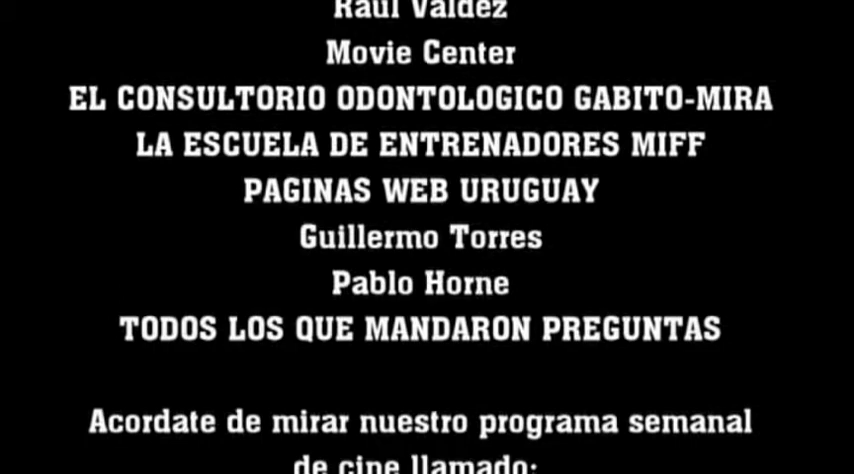 Raul Valdez
Movie Center
EL CONSULTORIO ODONTOLOGICO GABITO-MIRA
LA ESCUELA DE ENTRENADORES MIFF
PAGINAS WEB URUGUAY
Guillermo Torres
Pablo Horne
TODOS LOS QUE MANDARON PREGUNTAS
Acordate de mirar nuestro programa semanal
de cine llamado: